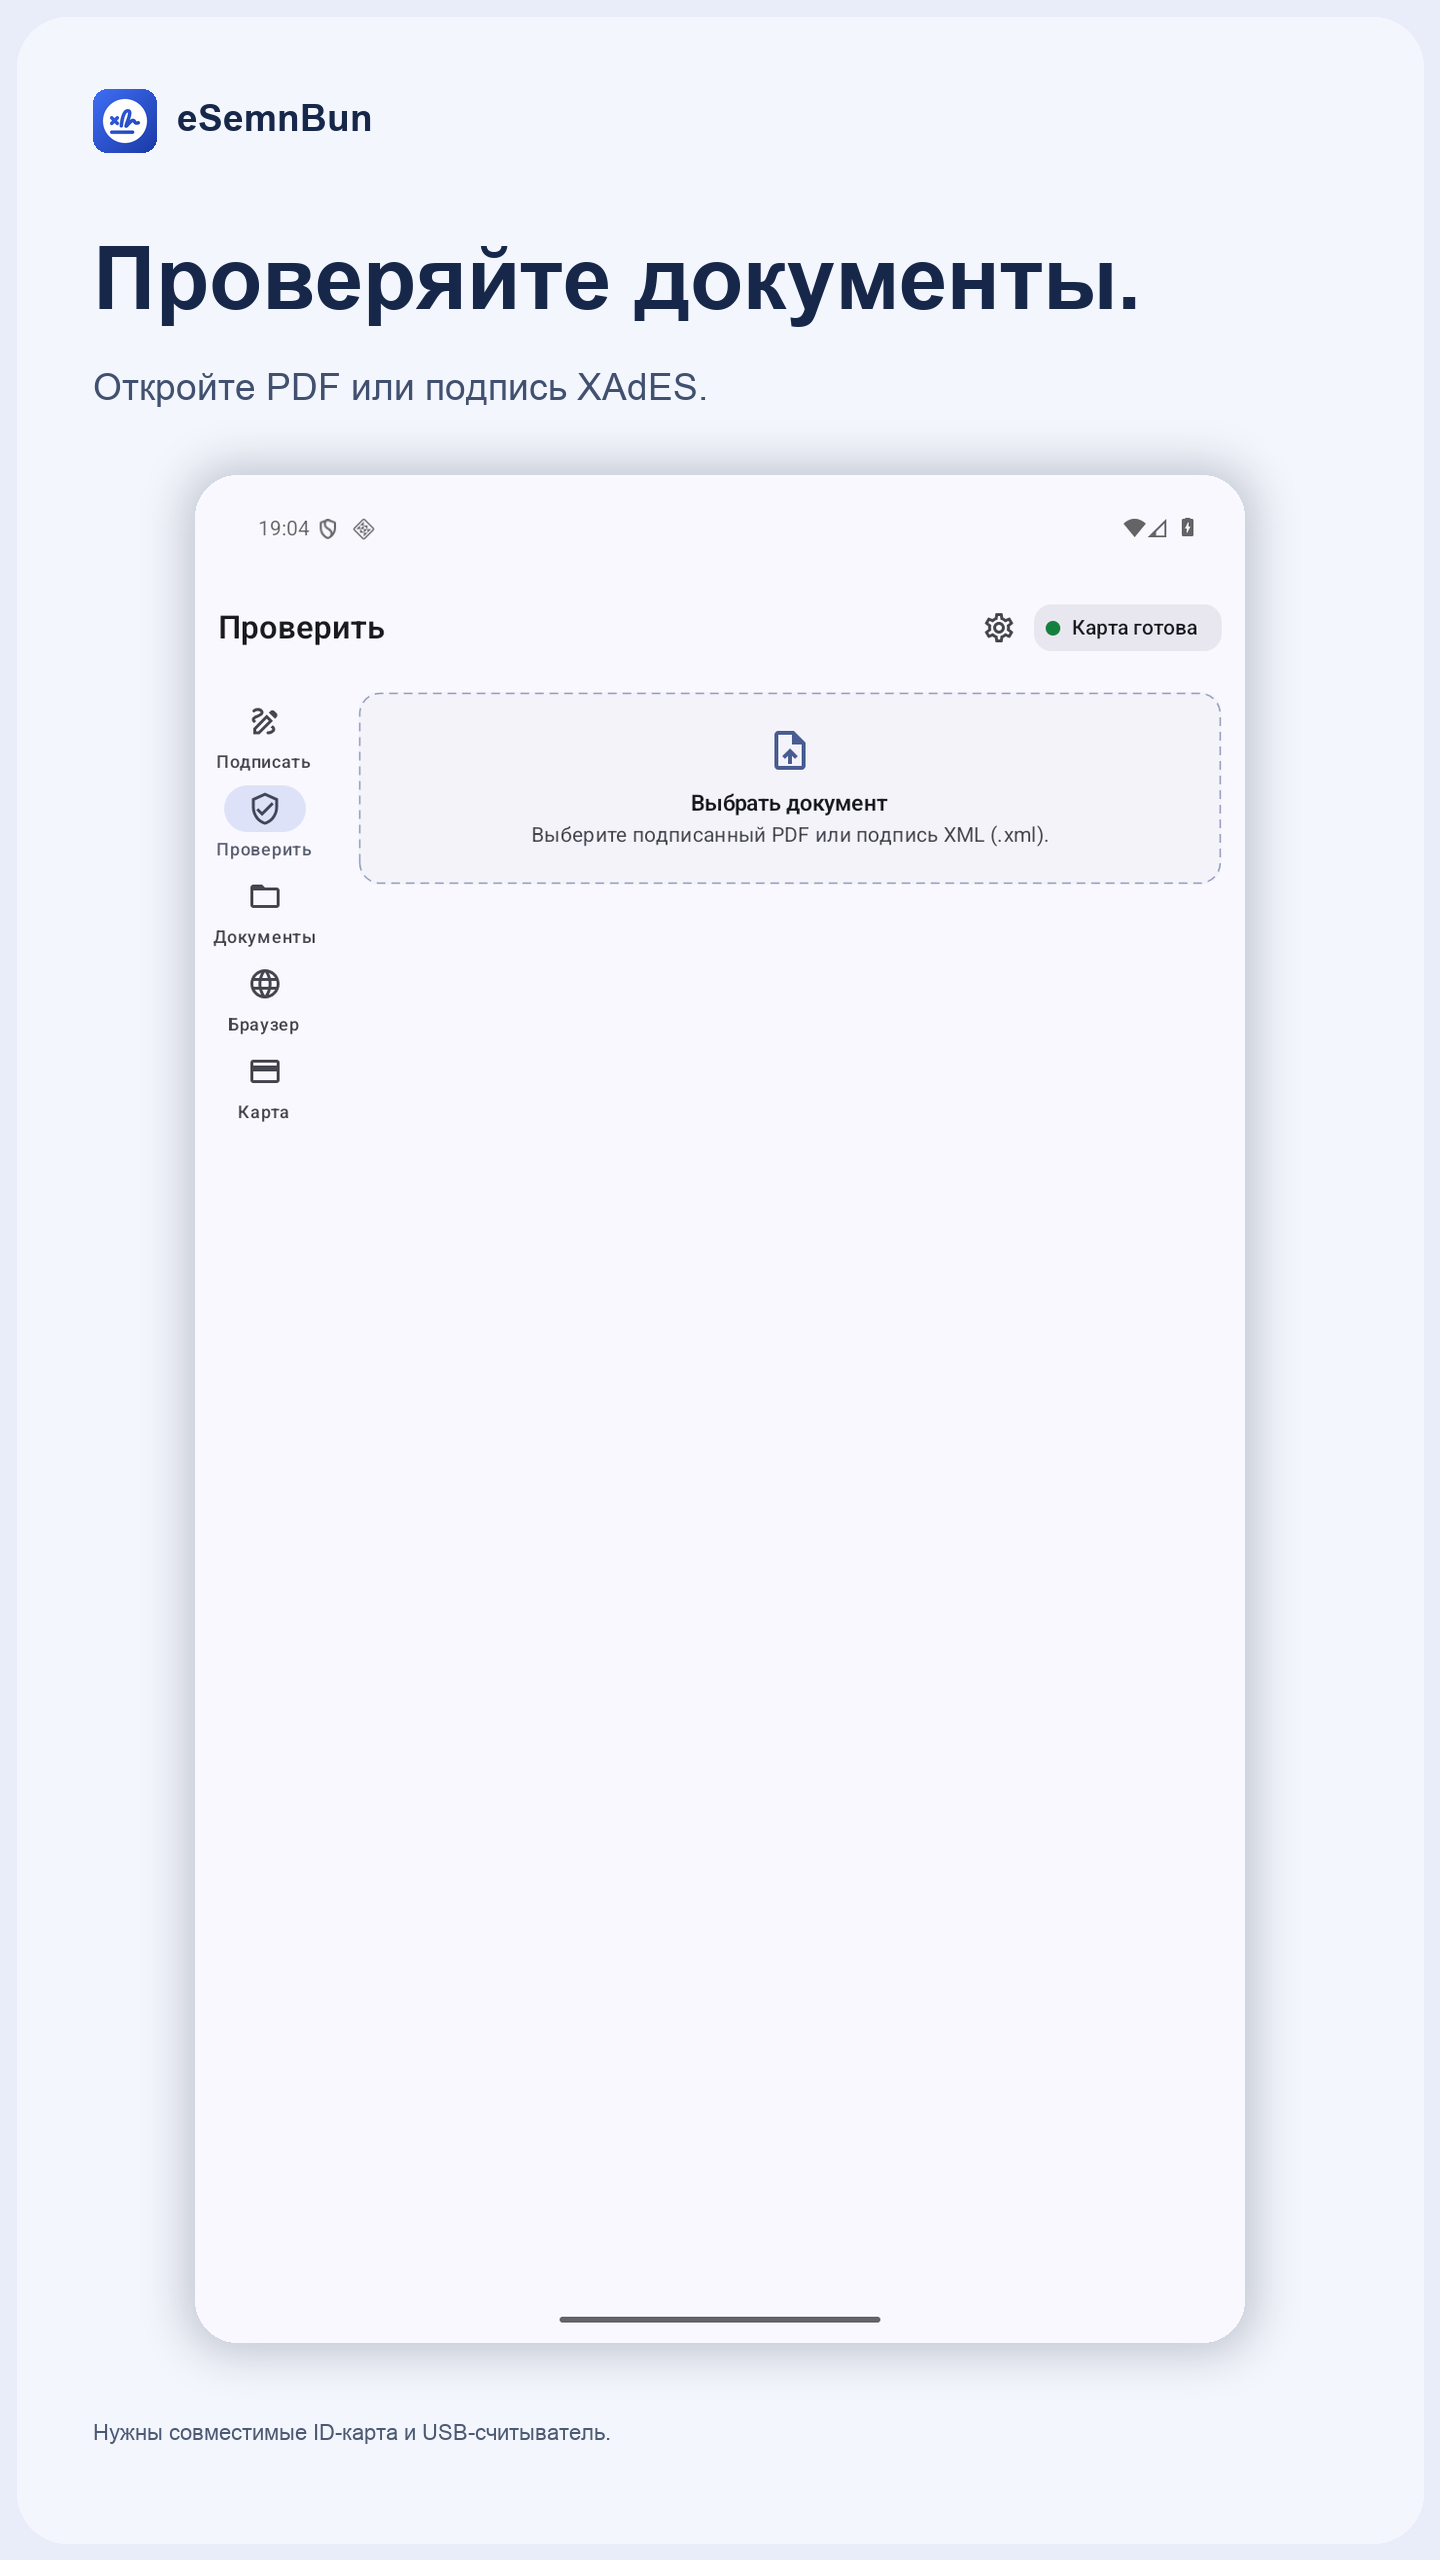 eSemnBun
Проверяйте документы.
Откройте PDF или подпись XAdES.
19:04
Проверить
Карта готова
Подписать
Проверить
Документы
Браузер
Карта
Выбрать документ
Выберите подписанный PDF или подпись XML (.xml).
Нужны совместимые ID-карта и USB-считыватель.